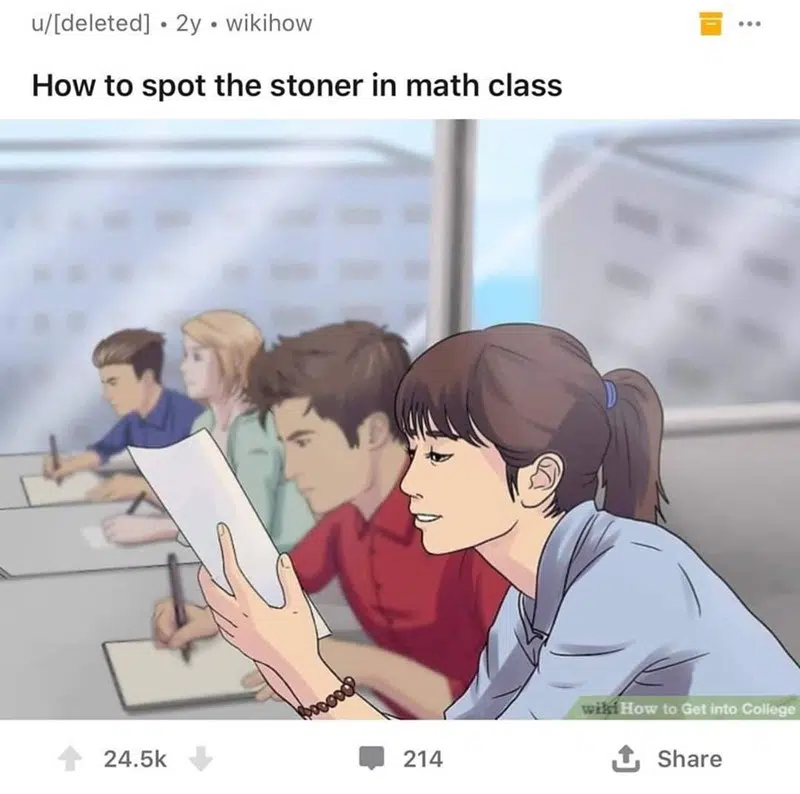 u/[deleted] • 2y • wikihow
How to spot the stoner in math class
wikiHow to Get into College
24.5k
214
Share